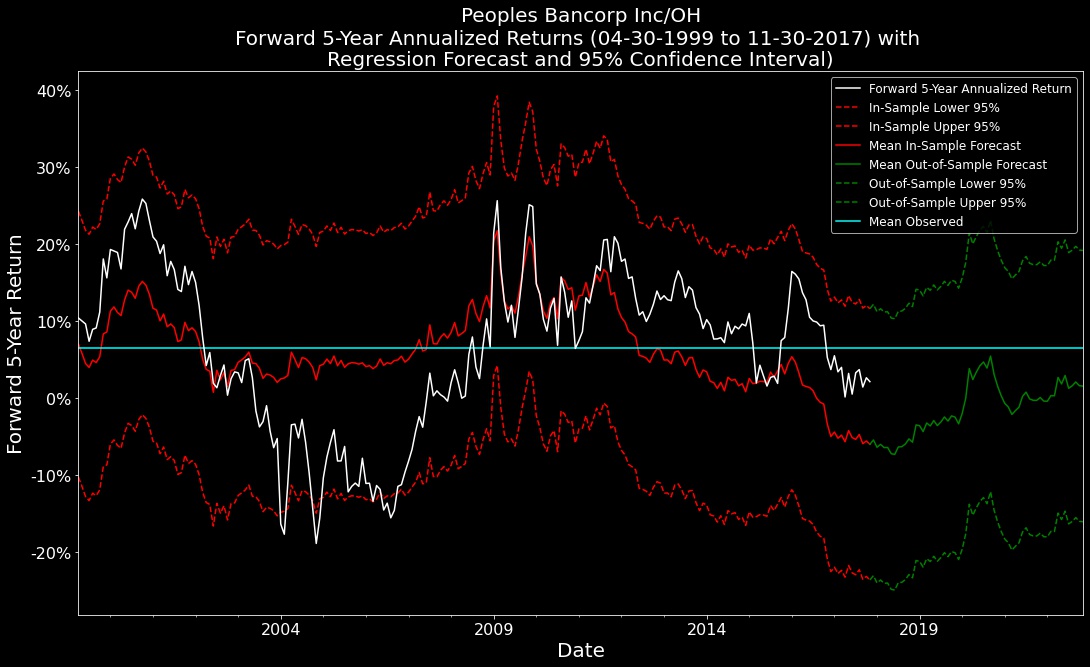 Peoples Bancorp Inc/OH
Forward 5-Year Annualized Returns (04-30-1999 to 11-30-2017) with
Regression Forecast and 95% Confidence Interval)
Forward 5-Year Annualized Return
In-Sample Lower 95%
In-Sample Upper 95%
Mean In-Sample Forecast
Mean Out-of-Sample Forecast
Out-of-Sample Lower 95%
Out-of-Sample Upper 95%
Mean Observed
Forward 5-Year Return
40%
30%
20%
10%
0%
-10%
-20%
2004
2009
2014
2019
Date